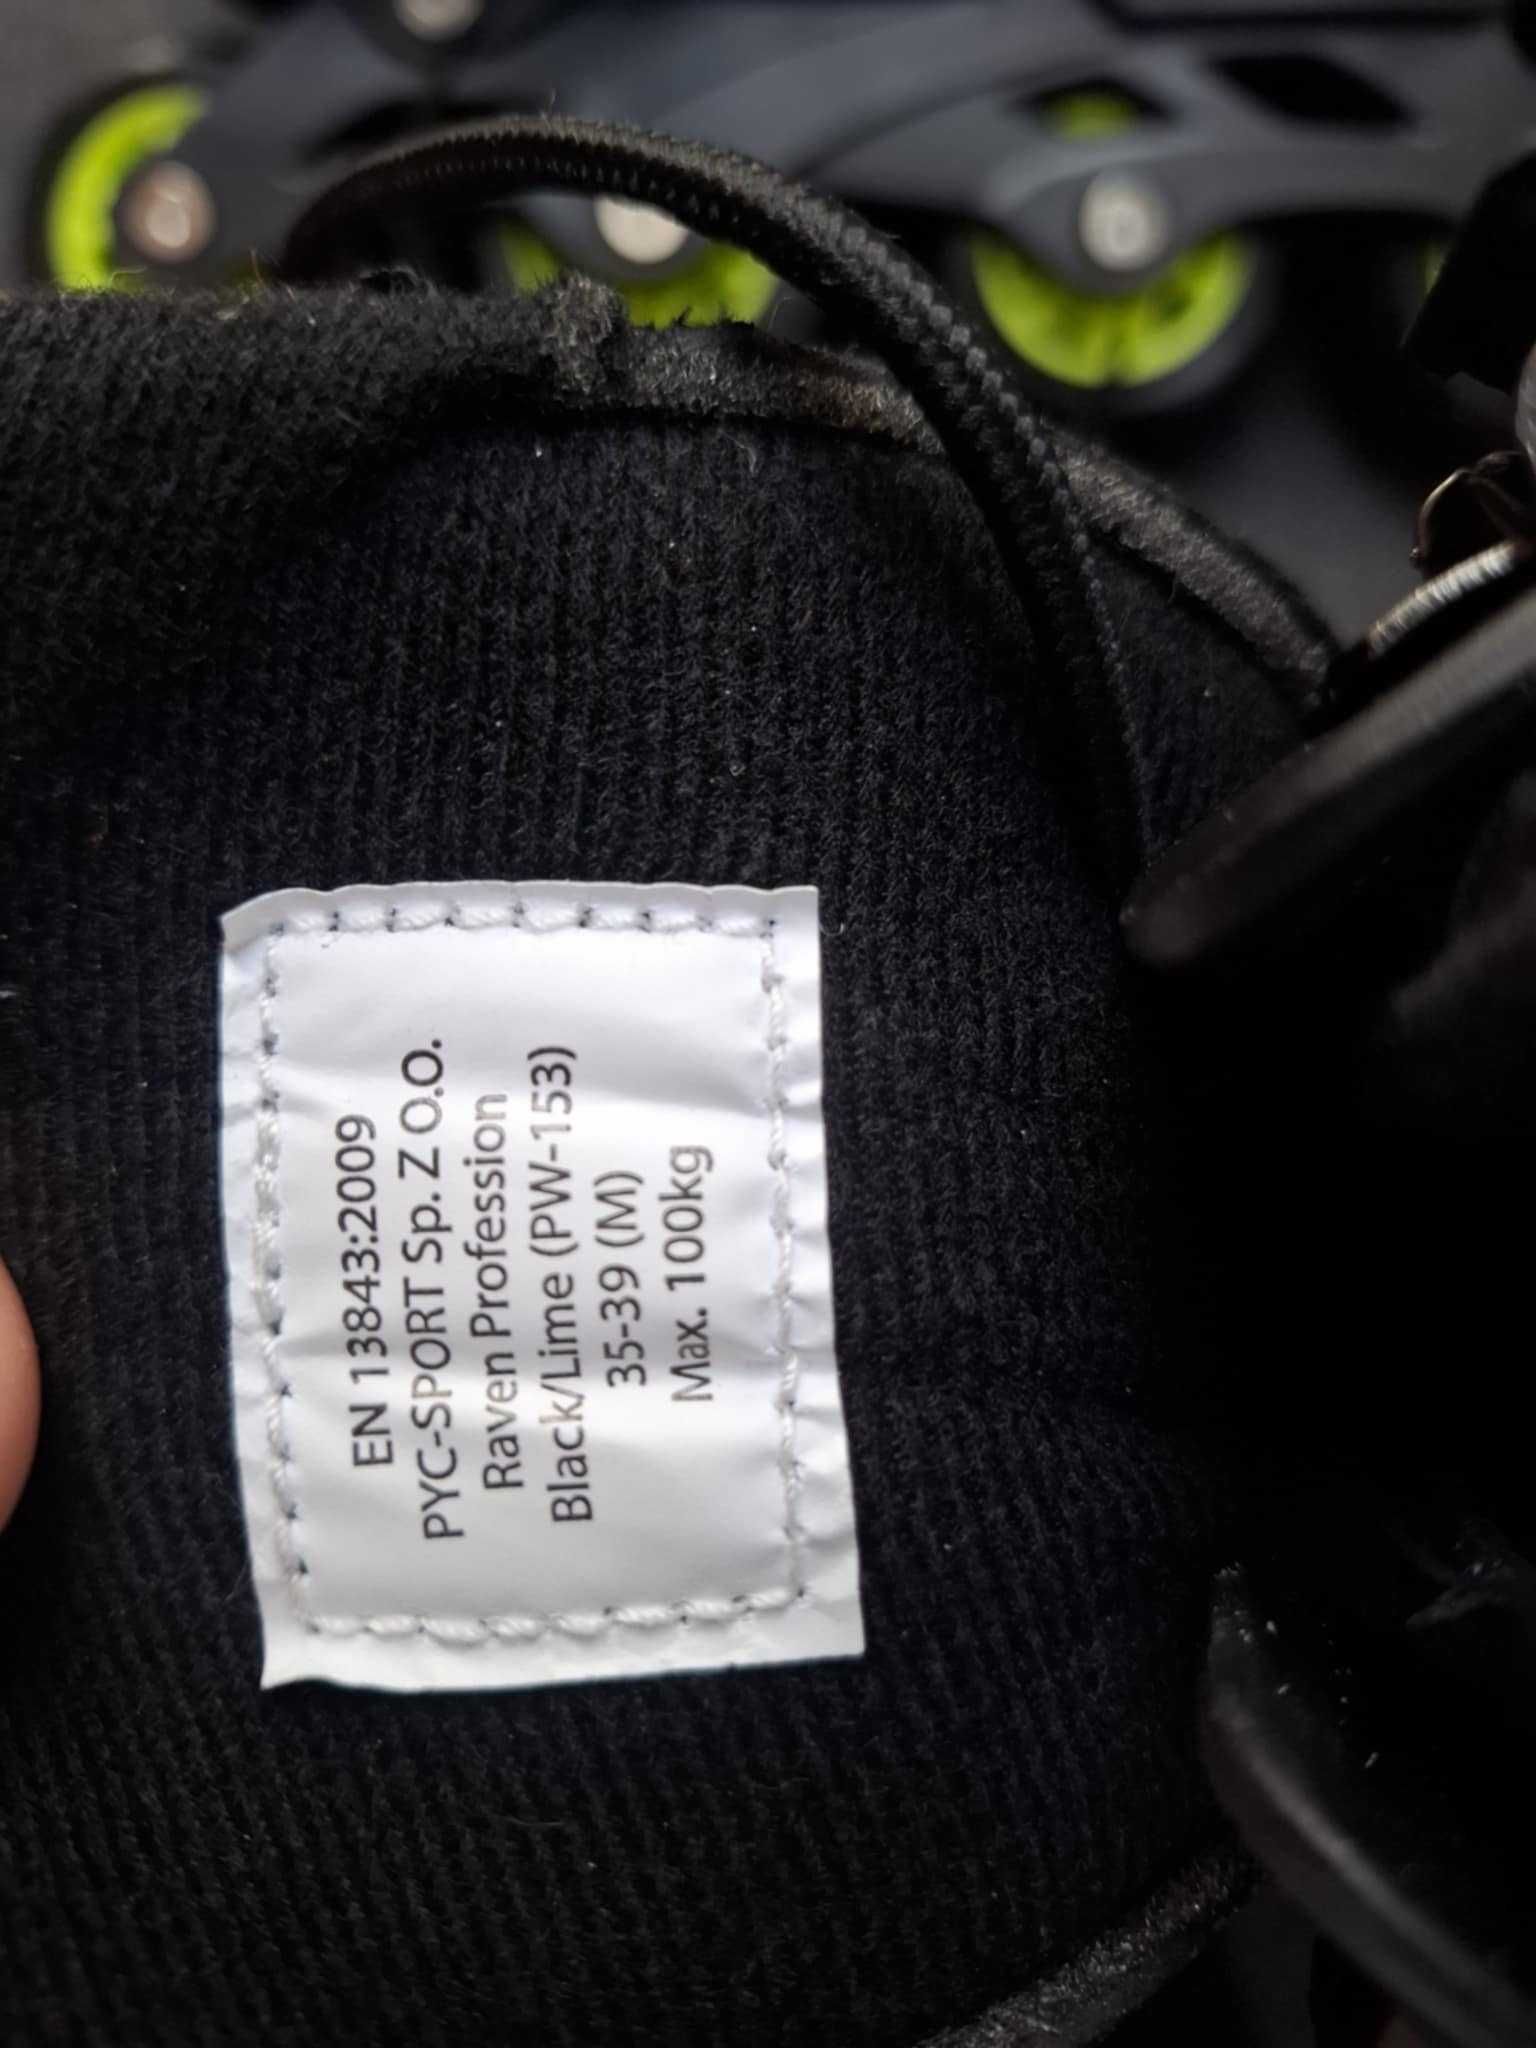 EN 13843:2009
PYC-SPORT Sp. Z O.O.
Raven Profession
Black/Lime (PW-153)
35-39 (M)
Max. 100kg